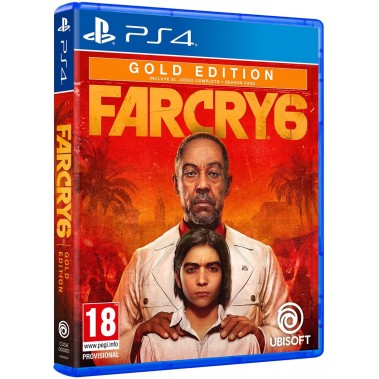 PS4
GOLD EDITION
INCLUYE EL JUEGO COMPLETO + SEASON PASS
FARCRY6
18
www.pegi.info
PROVISIONAL
UBISOFT
PS4
FARCRY6
GOLD
EDITION